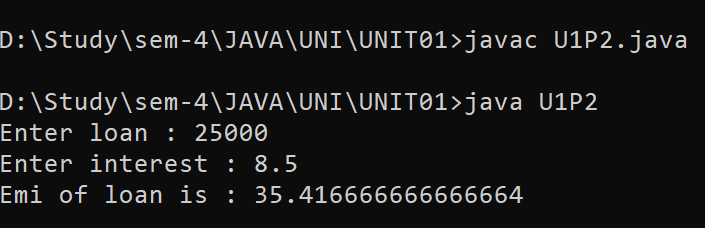 D:\Study\sem-4\JAVA\UNI\UNIT01>javac U1P2.java
D:\Study\sem-4\JAVA\UNI\UNIT01>java U1P2
Enter loan : 25000
Enter interest : 8.5
Emi of loan is : 35.416666666666664